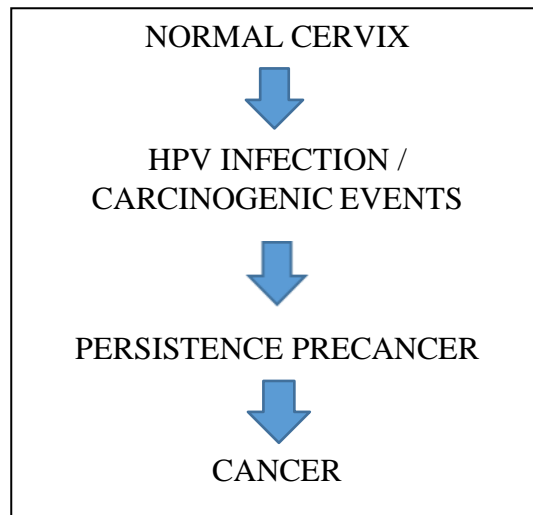 NORMAL CERVIX
HPV INFECTION /
CARCINOGENIC EVENTS
PERSISTENCE PRECANCER
CANCER